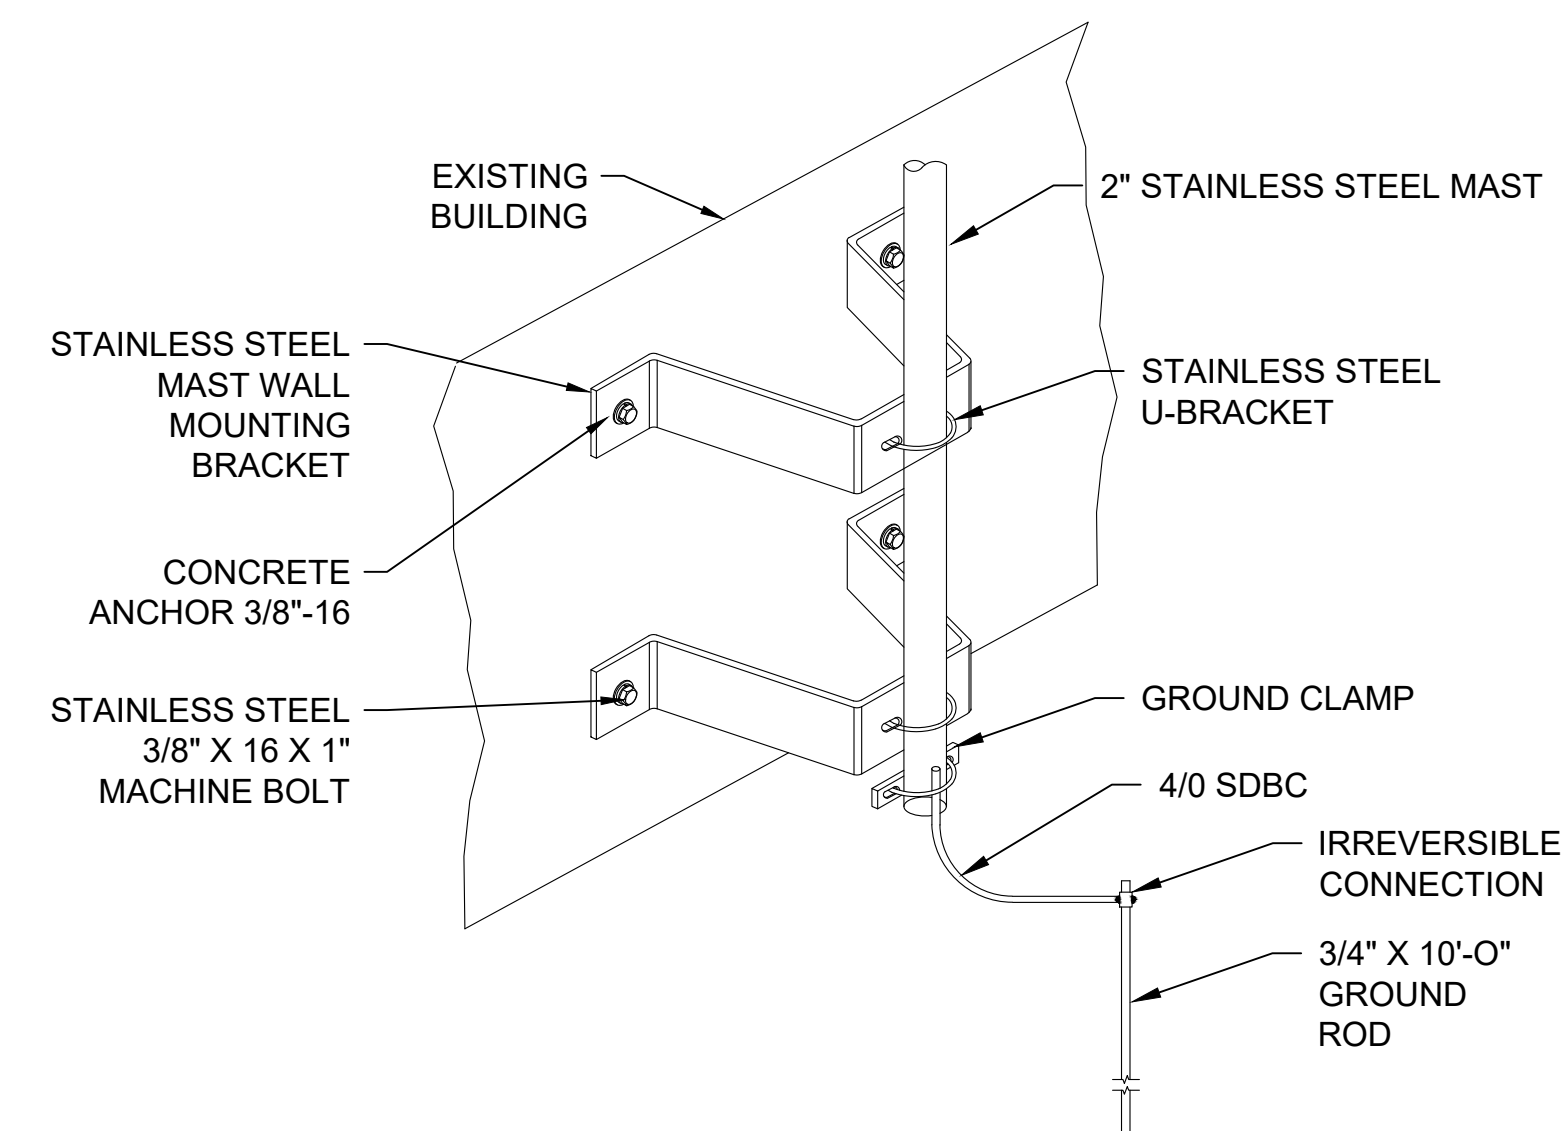 EXISTING
BUILDING
2" STAINLESS STEEL MAST
STAINLESS STEEL
MAST WALL
MOUNTING
BRACKET
STAINLESS STEEL
U-BRACKET
CONCRETE
ANCHOR 3/8"-16
STAINLESS STEEL
3/8" X 16 X 1"
MACHINE BOLT
GROUND CLAMP
4/0 SDBC
IRREVERSIBLE
CONNECTION
3/4" X 10'-O"
GROUND
ROD